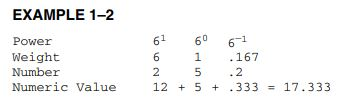 EXAMPLE 1–2
Power 6¹ 6⁰ 6⁻¹
Weight 6 1 .167
Number 2 5 .2
Numeric Value 12 + 5 + .333 = 17.333